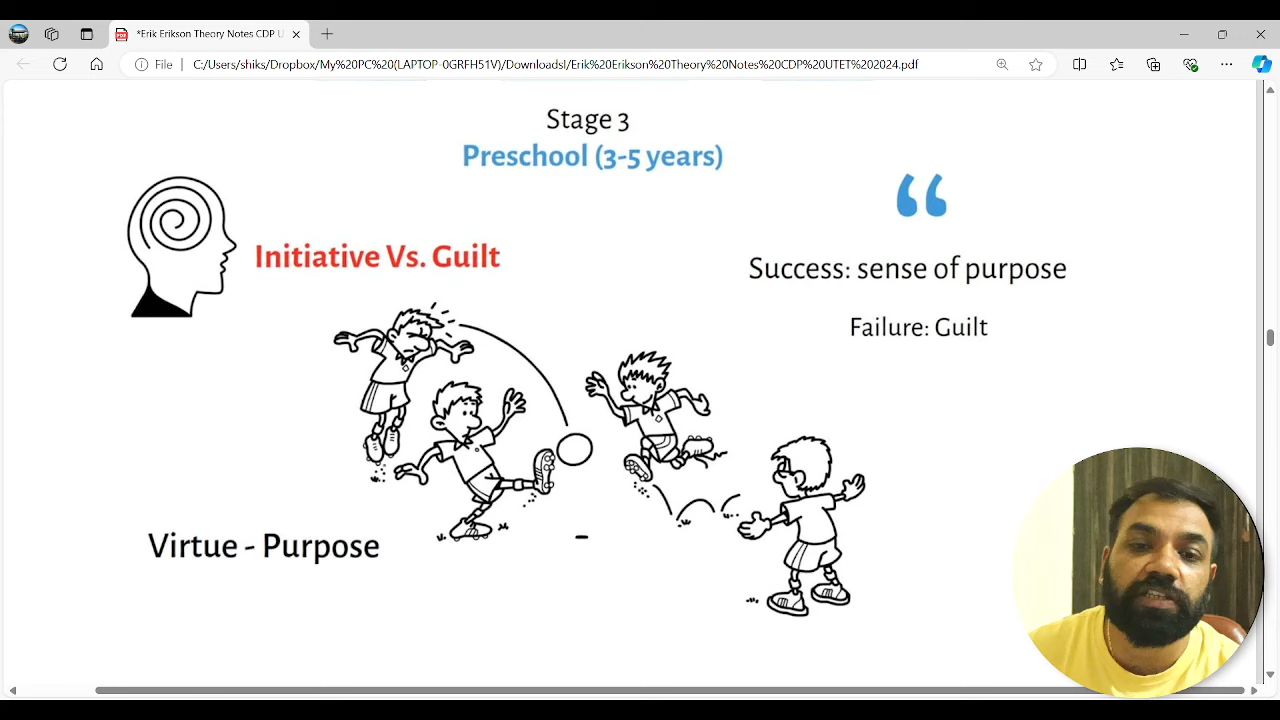 *Erik Erikson Theory Notes CDP U
File | C:/Users/shiks/Dropbox/My%20PC%20(LAPTOP-0GRFH51V)/Downloads/Erik%20Erikson%20Theory%20Notes%20CDP%20UTET%202024.pdf
Stage 3
Preschool (3-5 years)
“
Initiative Vs. Guilt
Success: sense of purpose
Failure: Guilt
Virtue - Purpose
-